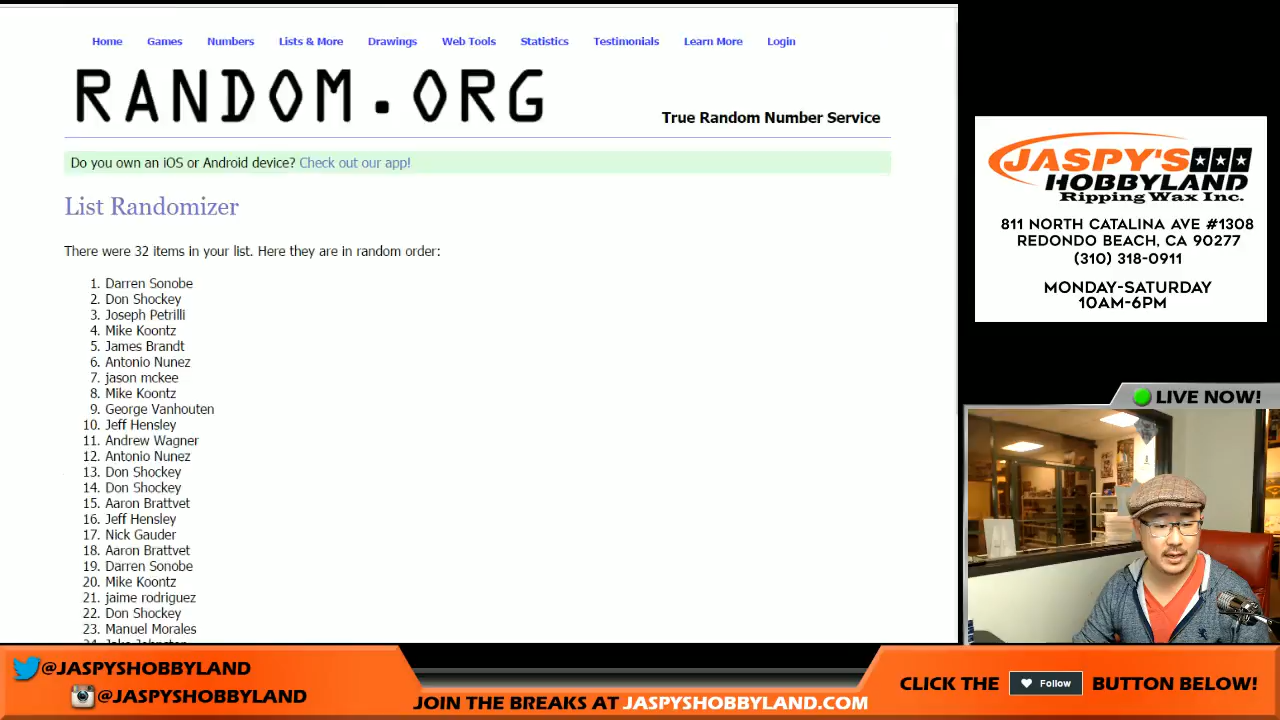 Home Games Numbers Lists & More Drawings Web Tools Statistics Testimonials Learn More Login
RANDOM.ORG
True Random Number Service
Do you own an iOS or Android device? Check out our app!
List Randomizer
There were 32 items in your list. Here they are in random order:
1. Darren Sonobe
2. Don Shockey
3. Joseph Petrilli
4. Mike Koontz
5. James Brandt
6. Antonio Nunez
7. jason mckee
8. Mike Koontz
9. George Vanhouten
10. Jeff Hensley
11. Andrew Wagner
12. Antonio Nunez
13. Don Shockey
14. Don Shockey
15. Aaron Brattvet
16. Jeff Hensley
17. Nick Gauder
18. Aaron Brattvet
19. Darren Sonobe
20. Mike Koontz
21. jaime rodriguez
22. Don Shockey
23. Manuel Morales
JASPY'S
HOBBYLAND
Ripping Wax Inc.
811 NORTH CATALINA AVE #1308
REDONDO BEACH, CA 90277
(310) 318-0911
MONDAY-SATURDAY
10AM-6PM
LIVE NOW!
@JASPYSHOBBYLAND
@JASPYSHOBBYLAND
JOIN THE BREAKS AT JASPYSHOBBYLAND.COM
CLICK THE Follow BUTTON BELOW!